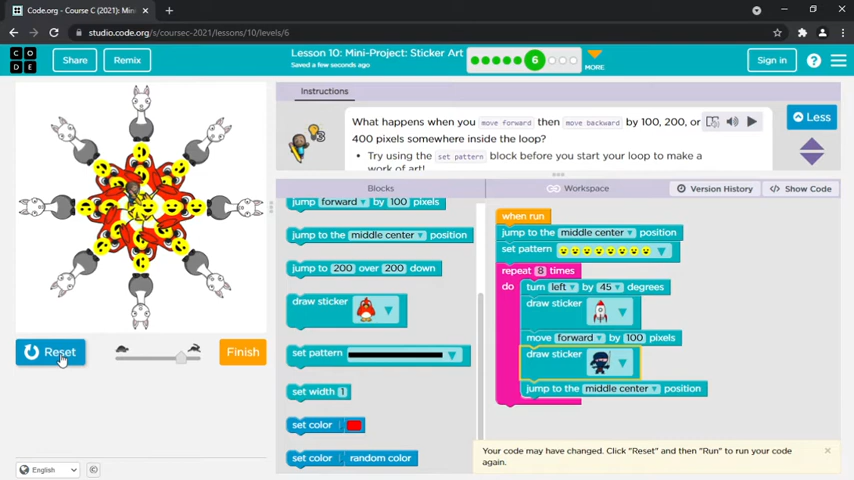 Code.org - Course C (2021): Mini
studio.code.org/s/coursec-2021/lessons/10/levels/6
CO
DE
Share
Remix
Lesson 10: Mini-Project: Sticker Art
Saved a few seconds ago
6
MORE
Sign in
?
Instructions
3
What happens when you move forward then move backward by 100, 200, or
400 pixels somewhere inside the loop?
• Try using the set pattern block before you start your loop to make a
work of art!
Less
Blocks
Workspace
Version History
</> Show Code
jump forward by 100 pixels
jump to the middle center position
jump to 200 over 200 down
draw sticker
set pattern
set width 1
set color
set color random color
when run
jump to the middle center position
set pattern
repeat 8 times
do
turn left by 45 degrees
draw sticker
move forward by 100 pixels
draw sticker
jump to the middle center position
Reset
Finish
Your code may have changed. Click "Reset" and then "Run" to run your code
again.
English
©